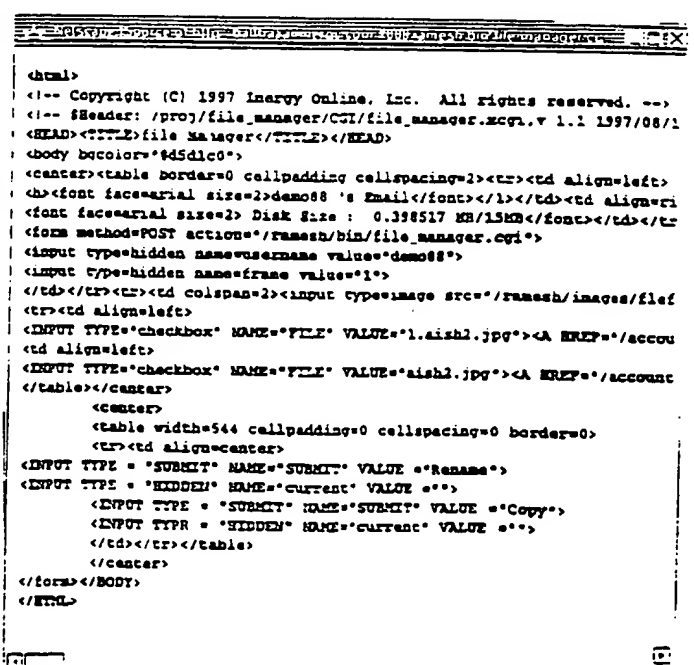 <html>
<!-- Copyright (C) 1997 Inergy Online, Inc. All rights reserved. -->
<!-- $Header: /proj/file_manager/CGI/file_manager.xcgi,v 1.1 1997/08/1
<HEAD><TITLE>file manager</TITLE></HEAD>
<body bgcolor="#d5d1c0">
<center><table border=0 cellpadding cellspacing=2><tr><td align=left>
<b><font face=arial size=2>demo88 's Email</font></1></td><td align=ri
<font face=arial size=2> Disk Size : 0.398517 MB/15MB</font></td></tr
<form method=POST action="/ramesh/bin/file_manager.cgi">
<input type=hidden name=username value="demo88">
<input type=hidden name=frame value="1">
</td></tr><tr><td colspan=2><input type=image src="/ramesh/images/flef
<tr><td align=left>
<INPUT TYPE="checkbox" NAME="FILE" VALUE="1.aish2.jpg"><A HREF="/accou
<td align=left>
<INPUT TYPE="checkbox" NAME="FILE" VALUE="aish2.jpg"><A HREF="/account
</table></center>
<center>
<table width=544 cellpadding=0 cellspacing=0 border=0>
<tr><td align=center>
<INPUT TYPE = "SUBMIT" NAME="SUBMIT" VALUE ="Rename">
<INPUT TYPE = "HIDDEN" NAME="current" VALUE ="">
<INPUT TYPE = "SUBMIT" NAME="SUBMIT" VALUE ="Copy">
<INPUT TYPR = "HIDDEN" NAME="current" VALUE ="">
</td></tr></table>
</center>
</form></BODY>
</HTML>